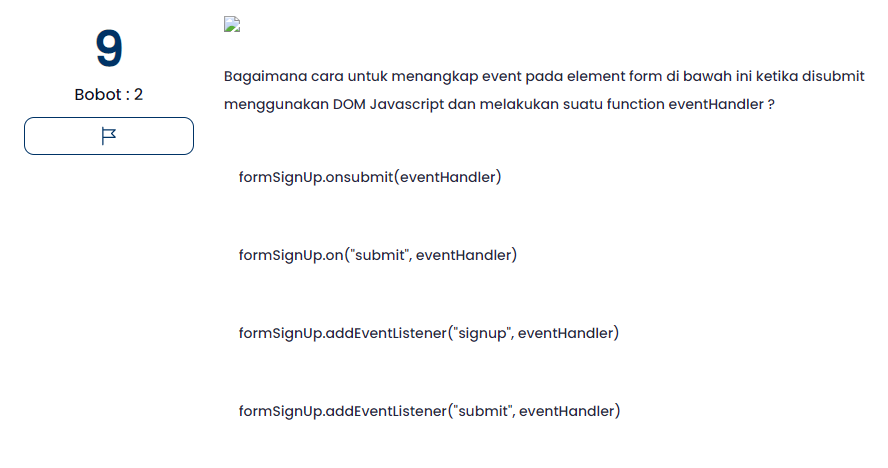 9
Bobot : 2
Bagaimana cara untuk menangkap event pada element form di bawah ini ketika disubmit
menggunakan DOM Javascript dan melakukan suatu function eventHandler ?
formSignUp.onsubmit(eventHandler)
formSignUp.on("submit", eventHandler)
formSignUp.addEventListener("signup", eventHandler)
formSignUp.addEventListener("submit", eventHandler)